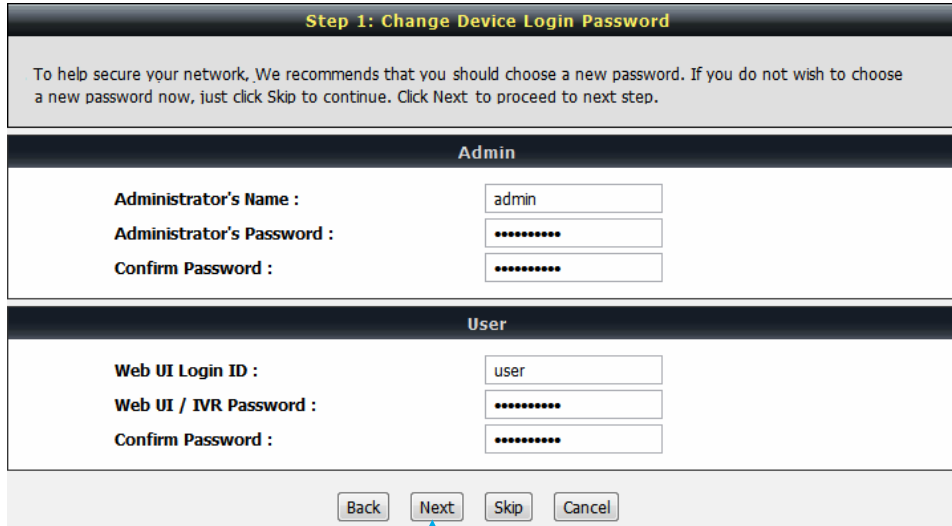 Step 1: Change Device Login Password
To help secure your network, We recommends that you should choose a new password. If you do not wish to choose
a new password now, just click Skip to continue. Click Next to proceed to next step.
Admin
Administrator's Name : admin
Administrator's Password : ••••••••••
Confirm Password : ••••••••••
User
Web UI Login ID : user
Web UI / IVR Password : ••••••••••
Confirm Password : ••••••••••
Back Next Skip Cancel